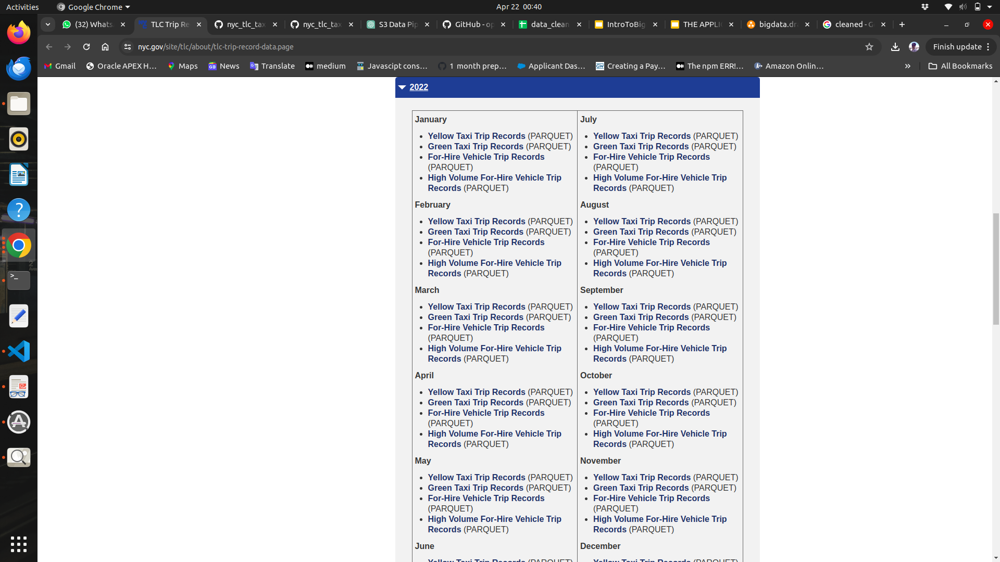 Activities
Google Chrome
Apr 22 00:40
(32) Whats
TLC Trip Re
nyc_tlc_tax
nyc_tlc_tax
S3 Data Pip
GitHub - op
data_clean
IntroToBig
THE APPLI
bigdata.dr
cleaned - G
nyc.gov/site/tlc/about/tlc-trip-record-data.page
Finish update
Gmail
Oracle APEX H…
Maps
News
Translate
medium
Javascipt cons…
1 month prep…
Applicant Das…
Creating a Pay…
The npm ERR!…
Amazon Onlin…
All Bookmarks
2022
January
Yellow Taxi Trip Records (PARQUET)
Green Taxi Trip Records (PARQUET)
For-Hire Vehicle Trip Records
(PARQUET)
High Volume For-Hire Vehicle Trip
Records (PARQUET)
February
Yellow Taxi Trip Records (PARQUET)
Green Taxi Trip Records (PARQUET)
For-Hire Vehicle Trip Records
(PARQUET)
High Volume For-Hire Vehicle Trip
Records (PARQUET)
March
Yellow Taxi Trip Records (PARQUET)
Green Taxi Trip Records (PARQUET)
For-Hire Vehicle Trip Records
(PARQUET)
High Volume For-Hire Vehicle Trip
Records (PARQUET)
April
Yellow Taxi Trip Records (PARQUET)
Green Taxi Trip Records (PARQUET)
For-Hire Vehicle Trip Records
(PARQUET)
High Volume For-Hire Vehicle Trip
Records (PARQUET)
May
Yellow Taxi Trip Records (PARQUET)
Green Taxi Trip Records (PARQUET)
For-Hire Vehicle Trip Records
(PARQUET)
High Volume For-Hire Vehicle Trip
Records (PARQUET)
June
Yellow Taxi Trip Records (PARQUET)
July
Yellow Taxi Trip Records (PARQUET)
Green Taxi Trip Records (PARQUET)
For-Hire Vehicle Trip Records
(PARQUET)
High Volume For-Hire Vehicle Trip
Records (PARQUET)
August
Yellow Taxi Trip Records (PARQUET)
Green Taxi Trip Records (PARQUET)
For-Hire Vehicle Trip Records
(PARQUET)
High Volume For-Hire Vehicle Trip
Records (PARQUET)
September
Yellow Taxi Trip Records (PARQUET)
Green Taxi Trip Records (PARQUET)
For-Hire Vehicle Trip Records
(PARQUET)
High Volume For-Hire Vehicle Trip
Records (PARQUET)
October
Yellow Taxi Trip Records (PARQUET)
Green Taxi Trip Records (PARQUET)
For-Hire Vehicle Trip Records
(PARQUET)
High Volume For-Hire Vehicle Trip
Records (PARQUET)
November
Yellow Taxi Trip Records (PARQUET)
Green Taxi Trip Records (PARQUET)
For-Hire Vehicle Trip Records
(PARQUET)
High Volume For-Hire Vehicle Trip
Records (PARQUET)
December
Yellow Taxi Trip Records (PARQUET)